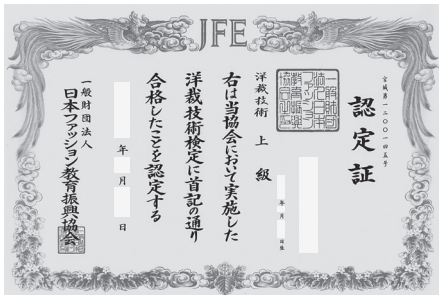 JFE
認定証
宮城第一二〇〇一四五号
年 月 日生
洋裁技術 上級
右は当協会において実施した
洋裁技術検定に首記の通り
合格したことを認定する
年 月 日
一般財団法人
日本ファッション教育振興協会